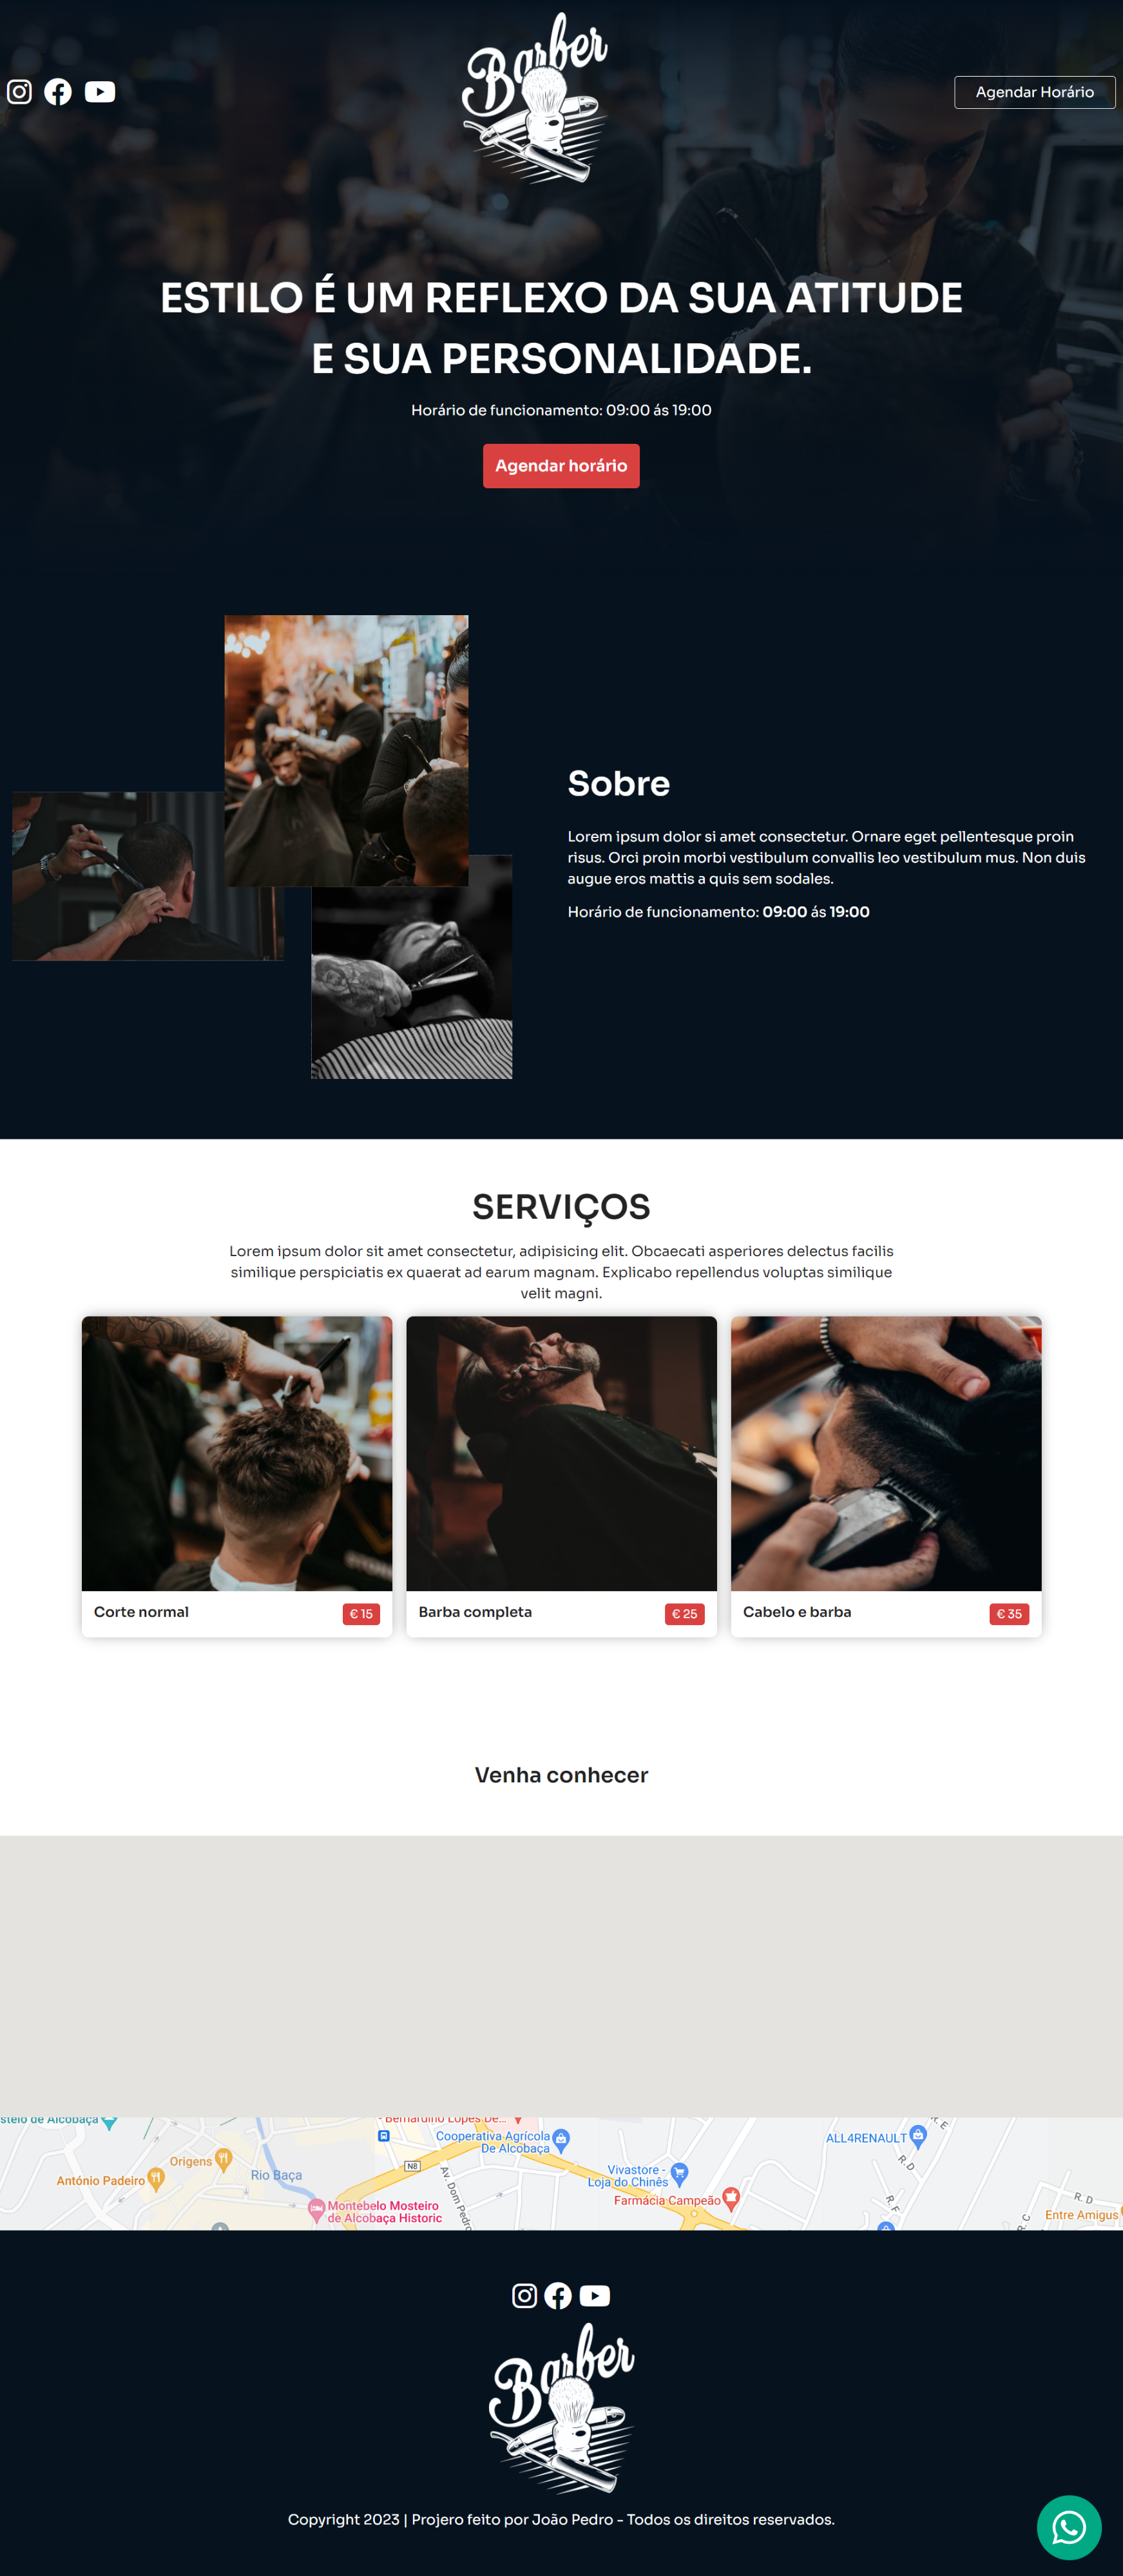 Barber
Agendar Horário
ESTILO É UM REFLEXO DA SUA ATITUDE
E SUA PERSONALIDADE.
Horário de funcionamento: 09:00 ás 19:00
Agendar horário
Sobre
Lorem ipsum dolor si amet consectetur. Ornare eget pellentesque proin
risus. Orci proin morbi vestibulum convallis leo vestibulum mus. Non duis
augue eros mattis a quis sem sodales.
Horário de funcionamento: 09:00 ás 19:00
SERVIÇOS
Lorem ipsum dolor sit amet consectetur, adipisicing elit. Obcaecati asperiores delectus facilis
similique perspiciatis ex quaerat ad earum magnam. Explicabo repellendus voluptas similique
velit magni.
Corte normal
€ 15
Barba completa
€ 25
Cabelo e barba
€ 35
Venha conhecer
stelo de Alcobaça
- Bernardino Lopes De...
Cooperativa Agrícola
De Alcobaça
ALL4RENAULT
R. E
Origens
N8
R. D
António Padeiro
Rio Baça
Vivastore -
Loja do Chinês
Av. Dom Pedro
Farmácia Campeão
Montebelo Mosteiro
de Alcobaça Historic
R. F
R. D
R. C
Entre Amigus
Barber
Copyright 2023 | Projero feito por João Pedro - Todos os direitos reservados.